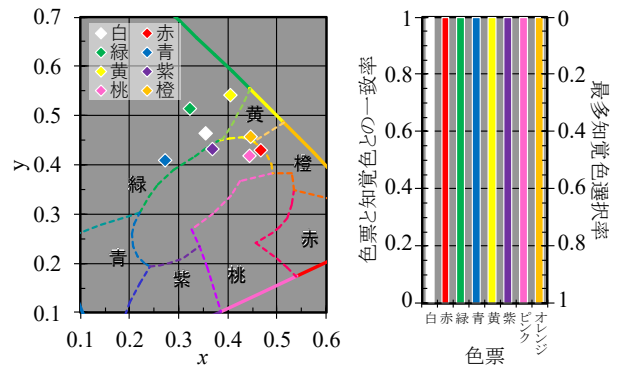 0.7
0.6
0.5
0.4
0.3
0.2
0.1
y
0.1 0.2 0.3 0.4 0.5 0.6
x
白 赤
緑 青
黄 紫
桃 橙
黄
橙
緑
赤
青
紫
桃
色票と知覚色との一致率
1
0.8
0.6
0.4
0.2
0
0
0.2
0.4
0.6
0.8
1
最多知覚色選択率
白 赤 緑 青 黄 紫 ピンク オレンジ
色票